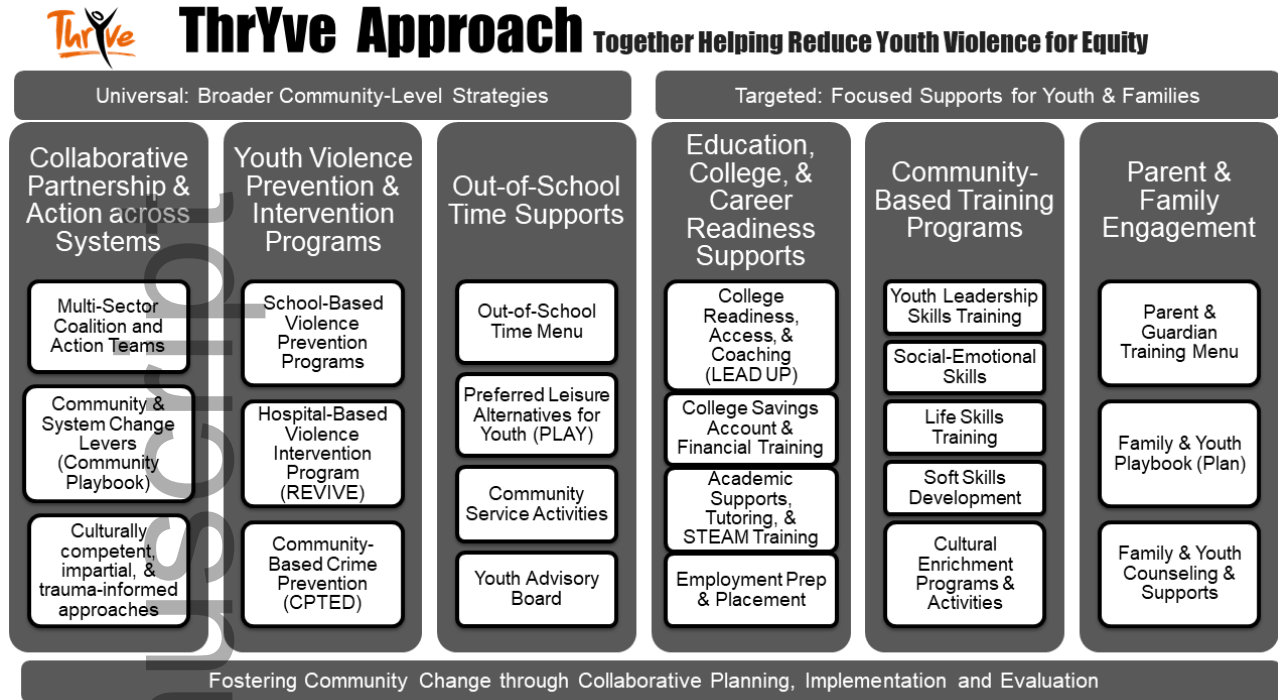 ThrYve
ThrYve Approach Together Helping Reduce Youth Violence for Equity
Universal: Broader Community-Level Strategies
Targeted: Focused Supports for Youth & Families
Collaborative
Partnership &
Action across
Systems
Multi-Sector
Coalition and
Action Teams
Community &
System Change
Levers
(Community
Playbook)
Culturally
competent,
impartial, &
trauma-informed
approaches
Youth Violence
Prevention &
Intervention
Programs
School-Based
Violence
Prevention
Programs
Hospital-Based
Violence
Intervention
Program
(REVIVE)
Community-
Based Crime
Prevention
(CPTED)
Out-of-School
Time Supports
Out-of-School
Time Menu
Preferred Leisure
Alternatives for
Youth (PLAY)
Community
Service Activities
Youth Advisory
Board
Education,
College, &
Career
Readiness
Supports
College
Readiness,
Access, &
Coaching
(LEAD UP)
College Savings
Account &
Financial Training
Academic
Supports,
Tutoring, &
STEAM Training
Employment Prep
& Placement
Community-
Based Training
Programs
Youth Leadership
Skills Training
Social-Emotional
Skills
Life Skills
Training
Soft Skills
Development
Cultural
Enrichment
Programs &
Activities
Parent &
Family
Engagement
Parent &
Guardian
Training Menu
Family & Youth
Playbook (Plan)
Family & Youth
Counseling &
Supports
Fostering Community Change through Collaborative Planning, Implementation and Evaluation
uscript